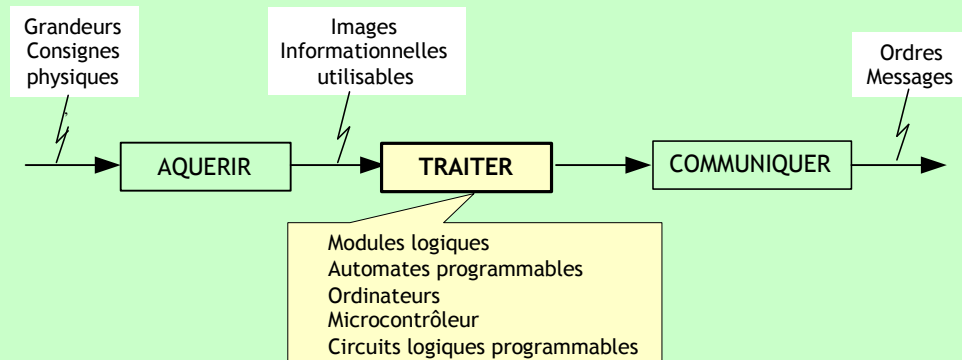 Grandeurs
Consignes
physiques
Images
Informationnelles
utilisables
Ordres
Messages
AQUERIR
TRAITER
COMMUNIQUER
Modules logiques
Automates programmables
Ordinateurs
Microcontrôleur
Circuits logiques programmables